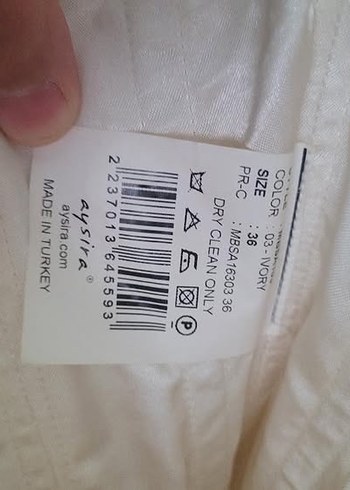 COLOR : 03 - IVORY
SIZE : 36
PR-C : MBSA16303 36
DRY CLEAN ONLY
P
2 237013 645593
aysira ®
aysira.com
MADE IN TURKEY